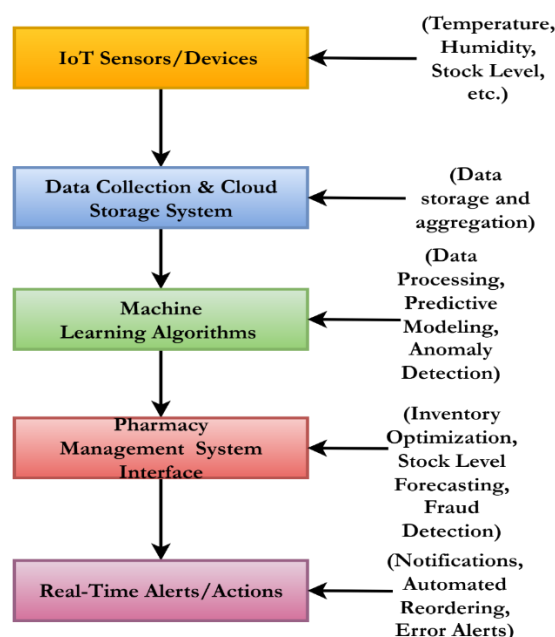 IoT Sensors/Devices
(Temperature,
Humidity,
Stock Level,
etc.)
Data Collection & Cloud
Storage System
(Data
storage and
aggregation)
Machine
Learning Algorithms
(Data
Processing,
Predictive
Modeling,
Anomaly
Detection)
Pharmacy
Management System
Interface
(Inventory
Optimization,
Stock Level
Forecasting,
Fraud
Detection)
Real-Time Alerts/Actions
(Notifications,
Automated
Reordering,
Error Alerts)